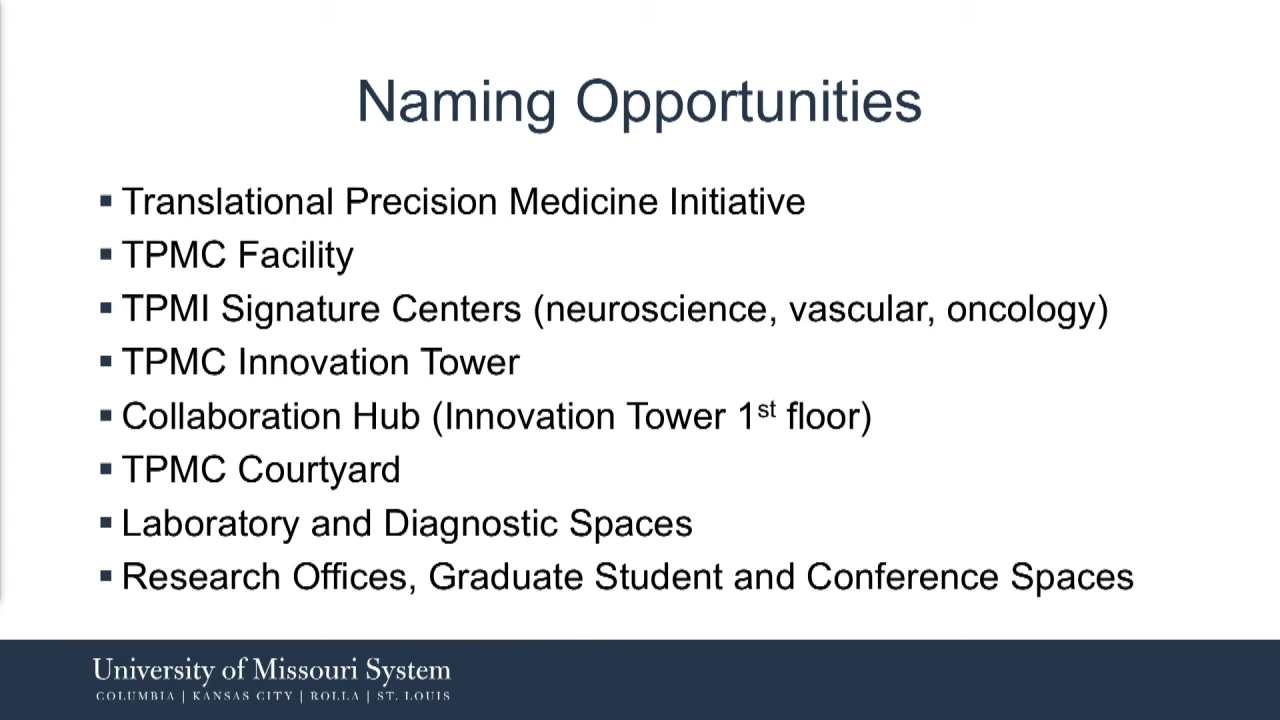 Naming Opportunities
▪ Translational Precision Medicine Initiative
▪ TPMC Facility
▪ TPMI Signature Centers (neuroscience, vascular, oncology)
▪ TPMC Innovation Tower
▪ Collaboration Hub (Innovation Tower 1st floor)
▪ TPMC Courtyard
▪ Laboratory and Diagnostic Spaces
▪ Research Offices, Graduate Student and Conference Spaces
University of Missouri System
COLUMBIA | KANSAS CITY | ROLLA | ST. LOUIS